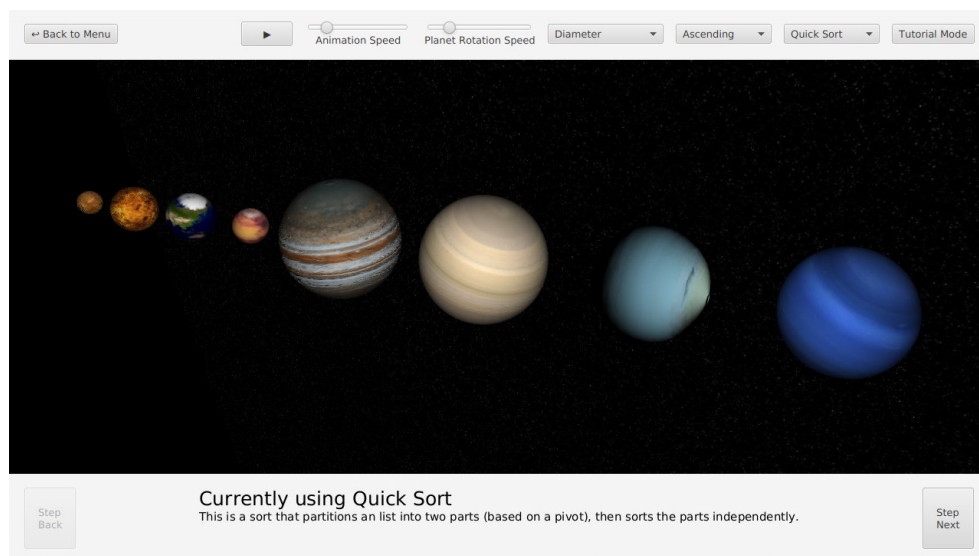 ↩ Back to Menu
▶
Animation Speed
Planet Rotation Speed
Diameter
Ascending
Quick Sort
Tutorial Mode
Step
Back
Currently using Quick Sort
This is a sort that partitions an list into two parts (based on a pivot), then sorts the parts independently.
Step
Next